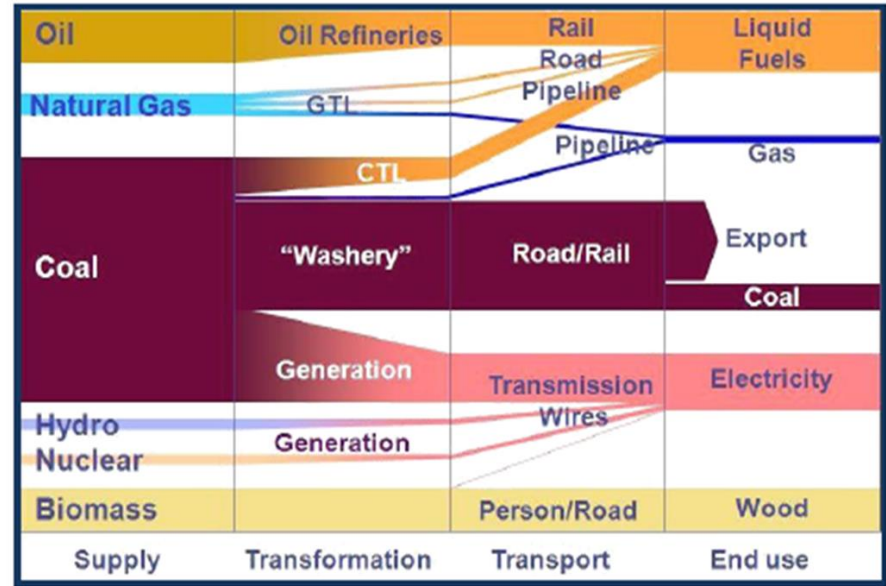 Oil
Oil Refineries
Rail
Liquid
Fuels
Road
Natural Gas
GTL
Pipeline
Pipeline
Gas
CTL
Coal
“Washery”
Road/Rail
Export
Coal
Generation
Transmission
Electricity
Wires
Hydro
Generation
Nuclear
Biomass
Person/Road
Wood
Supply
Transformation
Transport
End use